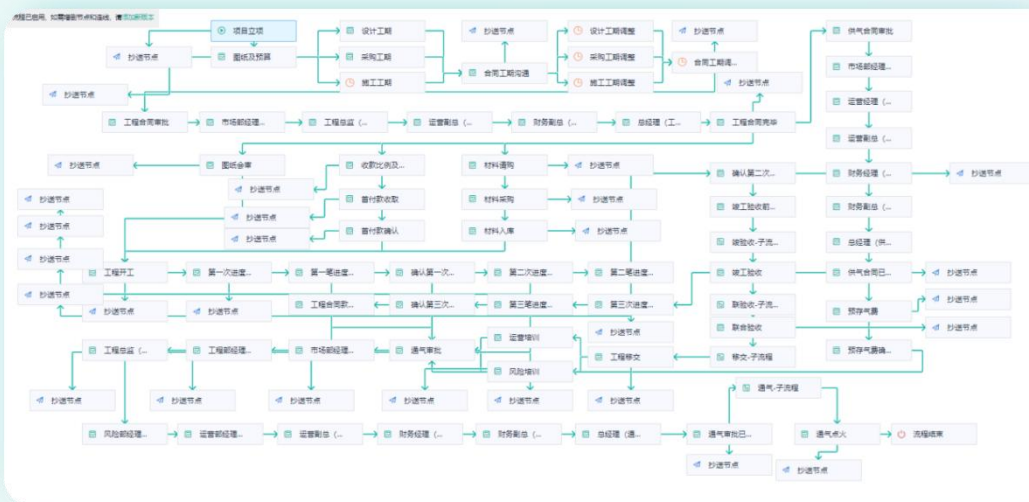 流程已启用，如需增删节点和连线，请添加新版本
项目立项
设计工期
抄送节点
设计工期调整
抄送节点
供气合同审批
抄送节点
图纸及预算
采购工期
采购工期调整
合同工期调...
市场部经理...
施工工期
合同工期沟通
施工工期调整
抄送节点
抄送节点
运营经理（...
工程合同审批
市场部经理...
工程总监（...
运营副总（...
财务副总（...
总经理（工...
工程合同完毕
运营副总（...
抄送节点
图纸会审
收款比例及...
材料请购
抄送节点
确认第二次...
财务经理（...
抄送节点
抄送节点
抄送节点
首付款收取
材料采购
抄送节点
竣工验收前...
财务副总（...
抄送节点
抄送节点
首付款确认
材料入库
抄送节点
竣验收-子流...
总经理（供...
抄送节点
工程开工
第一次进度...
第一笔进度...
确认第一次...
第二次进度...
第二笔进度...
竣工验收
供气合同已...
抄送节点
抄送节点
抄送节点
抄送节点
工程合同款...
确认第三次...
第三笔进度...
第三次进度...
联验收-子流...
预存气费
抄送节点
运营培训
抄送节点
联合验收
抄送节点
工程总监（...
工程部经理...
市场部经理...
通气审批
工程移交
移交-子流程
预存气费确...
风险培训
抄送节点
抄送节点
抄送节点
抄送节点
抄送节点
抄送节点
通气-子流程
风险部经理...
运营部经理...
运营副总（...
财务经理（...
财务副总（...
总经理（通...
通气审批已...
通气点火
流程结束
抄送节点
抄送节点